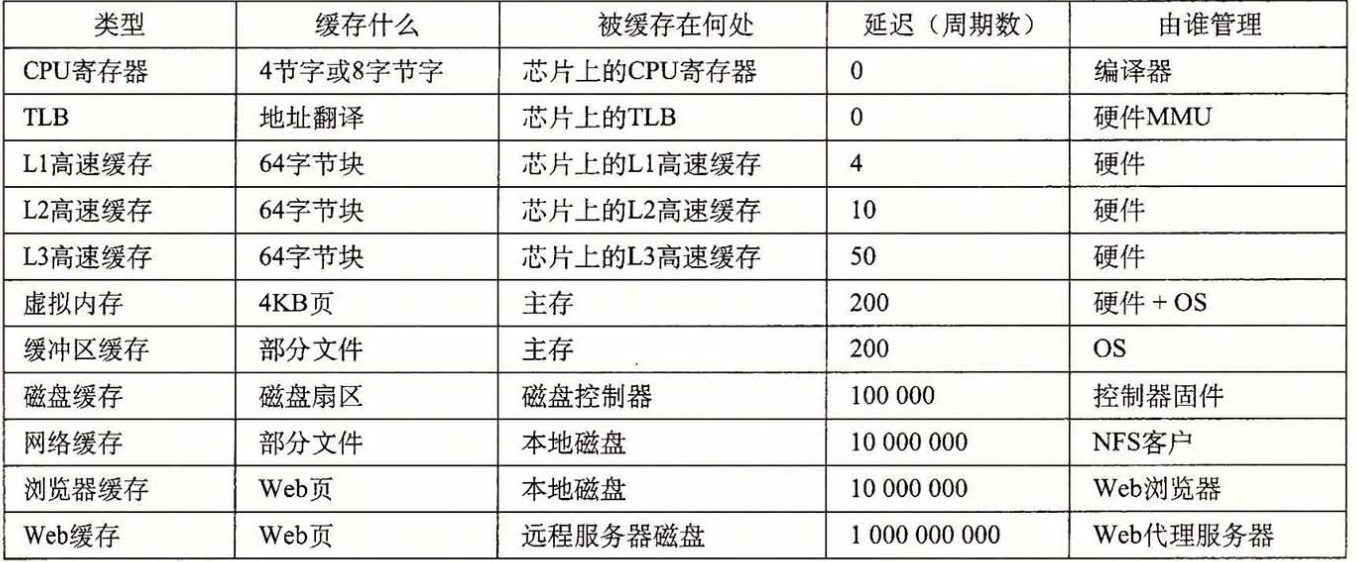 类型 缓存什么 被缓存在何处 延迟（周期数） 由谁管理
CPU寄存器 4节字或8字节字 芯片上的CPU寄存器 0 编译器
TLB 地址翻译 芯片上的TLB 0 硬件MMU
L1高速缓存 64字节块 芯片上的L1高速缓存 4 硬件
L2高速缓存 64字节块 芯片上的L2高速缓存 10 硬件
L3高速缓存 64字节块 芯片上的L3高速缓存 50 硬件
虚拟内存 4KB页 主存 200 硬件 + OS
缓冲区缓存 部分文件 主存 200 OS
磁盘缓存 磁盘扇区 磁盘控制器 100 000 控制器固件
网络缓存 部分文件 本地磁盘 10 000 000 NFS客户
浏览器缓存 Web页 本地磁盘 10 000 000 Web浏览器
Web缓存 Web页 远程服务器磁盘 1 000 000 000 Web代理服务器